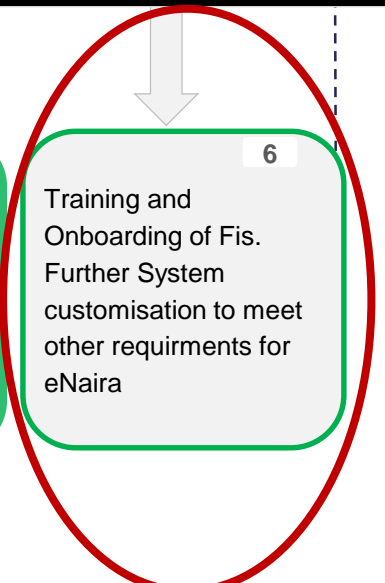 6
Training and
Onboarding of Fis.
Further System
customisation to meet
other requirments for
eNaira